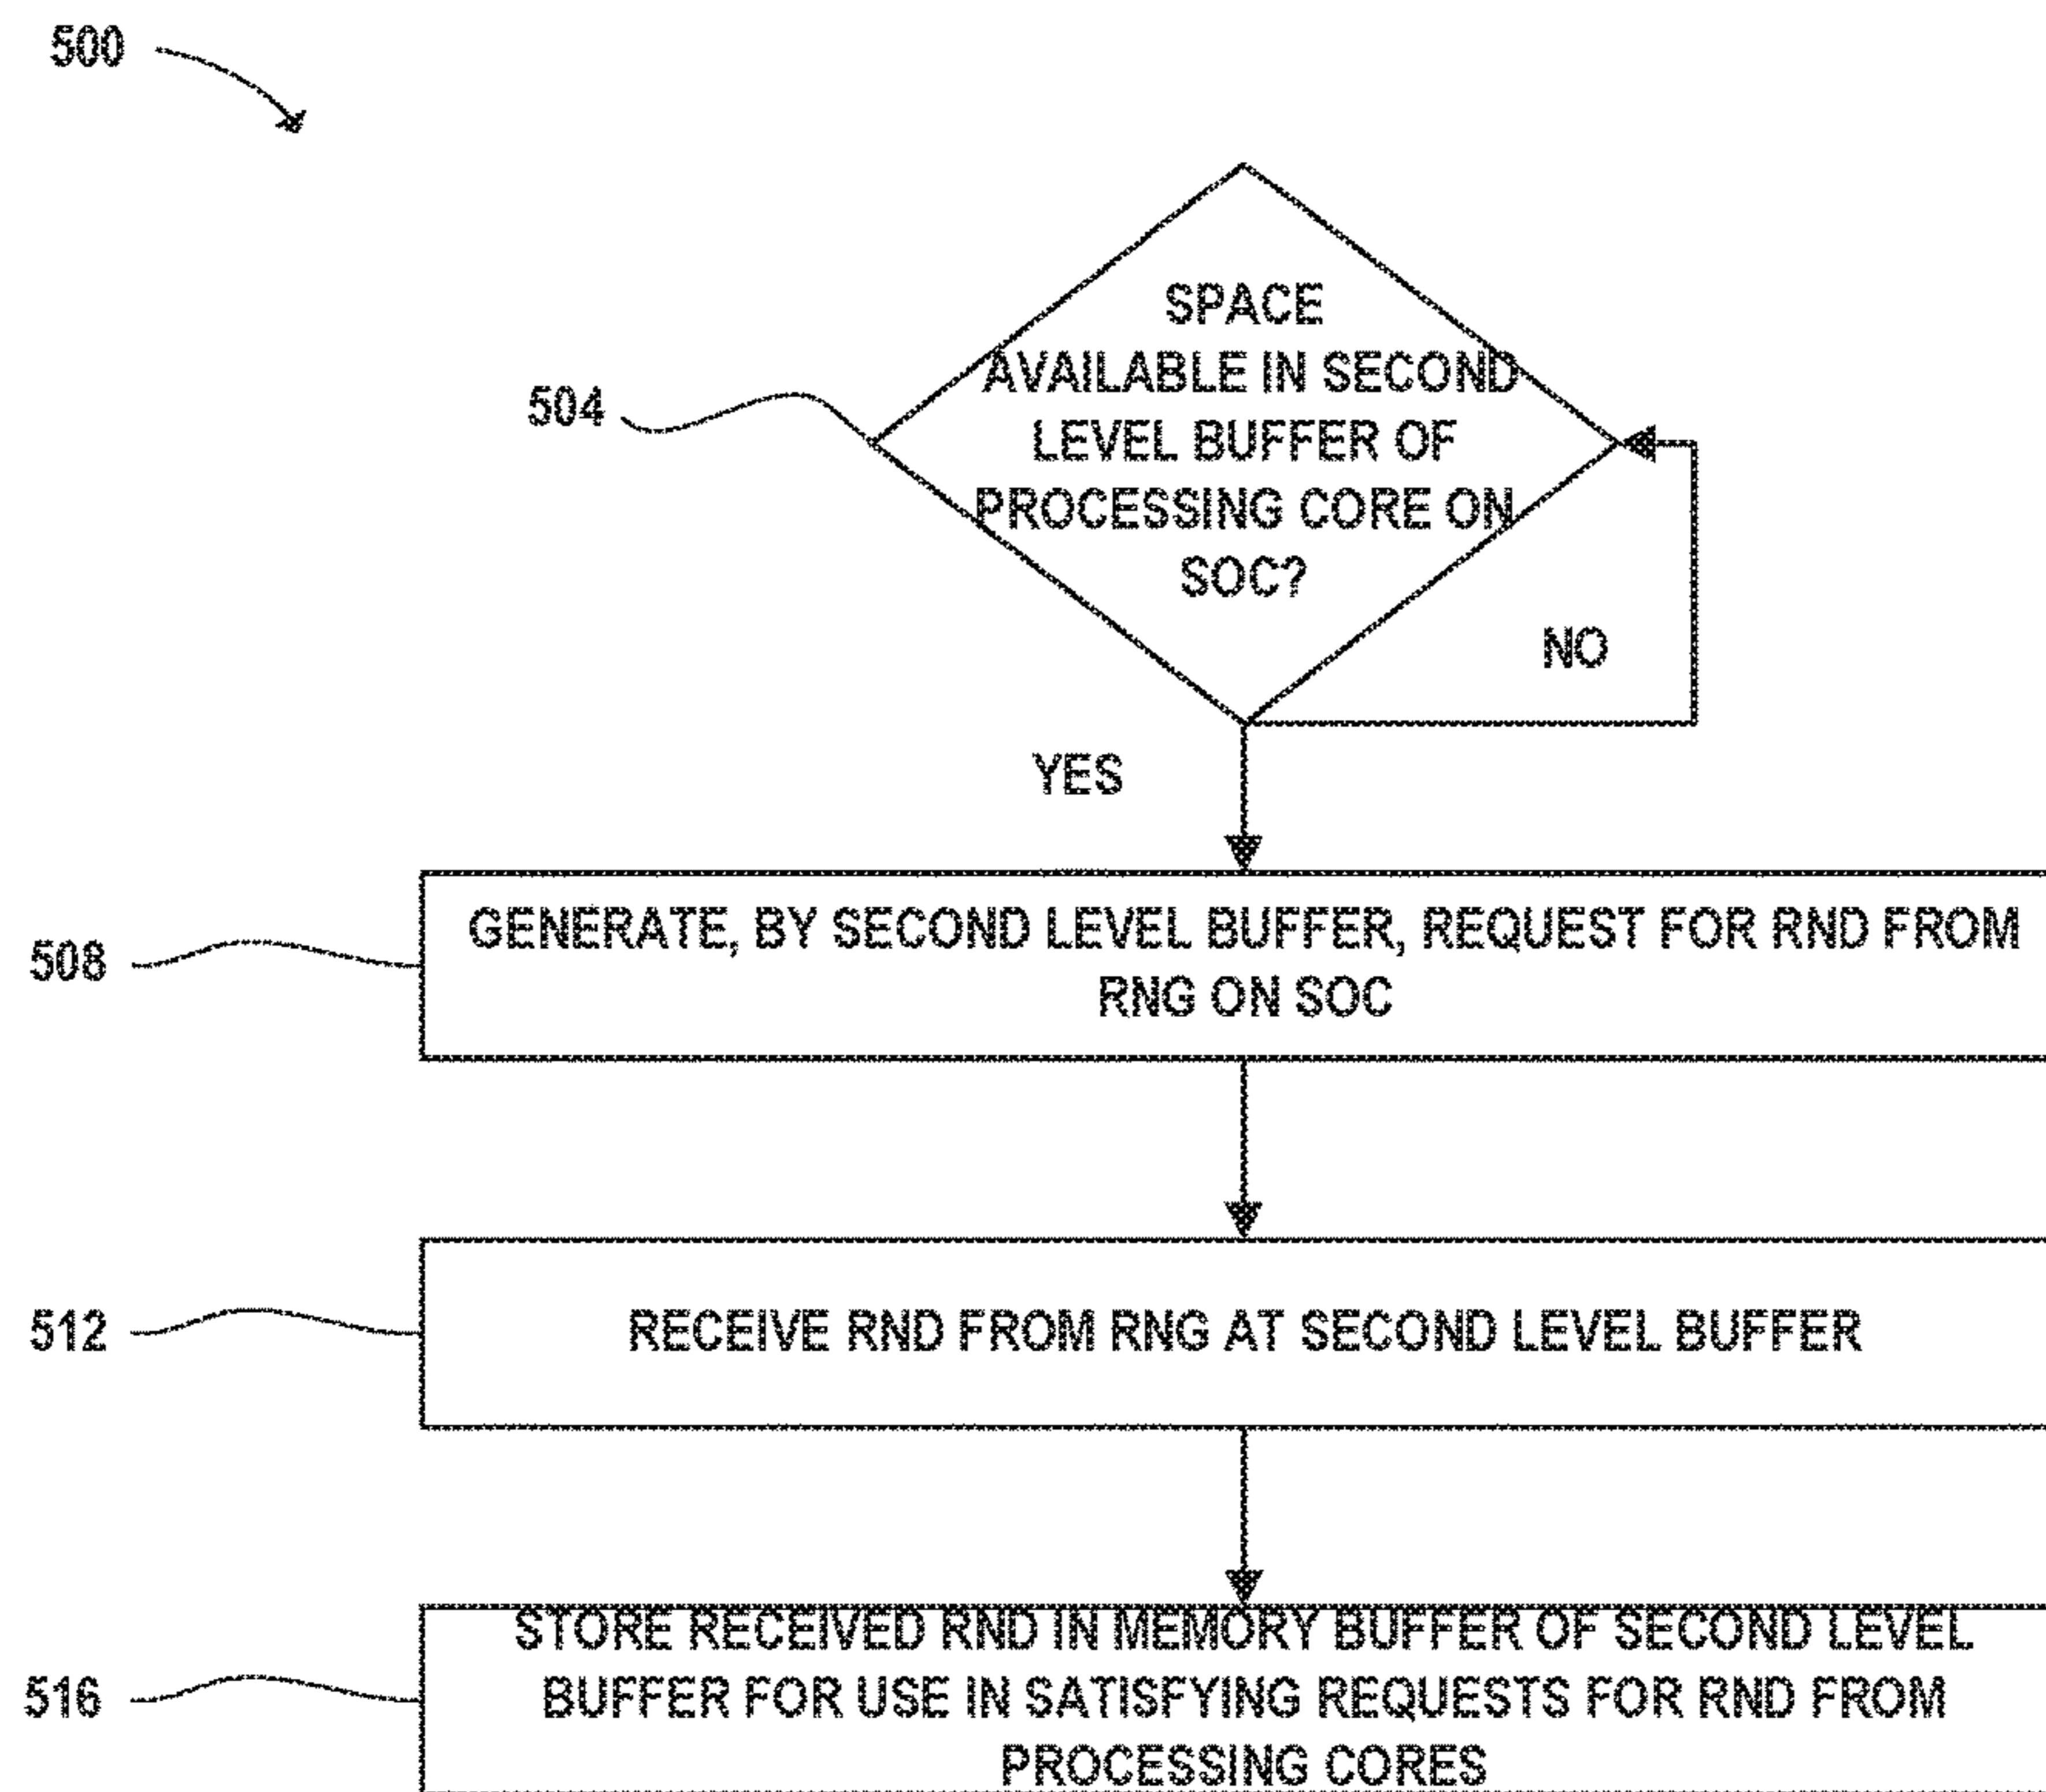 500
SPACE
AVAILABLE IN SECOND
504
LEVEL BUFFER OF
PROCESSING CORE ON
SOC?
NO
YES
GENERATE, BY SECOND LEVEL BUFFER, REQUEST FOR RND FROM
508
RNG ON SOC
512
RECEIVE RND FROM RNG AT SECOND LEVEL BUFFER
STORE RECEIVED RND IN MEMORY BUFFER OF SECOND LEVEL
516
BUFFER FOR USE IN SATISFYING REQUESTS FOR RND FROM
PROCESSING CORES